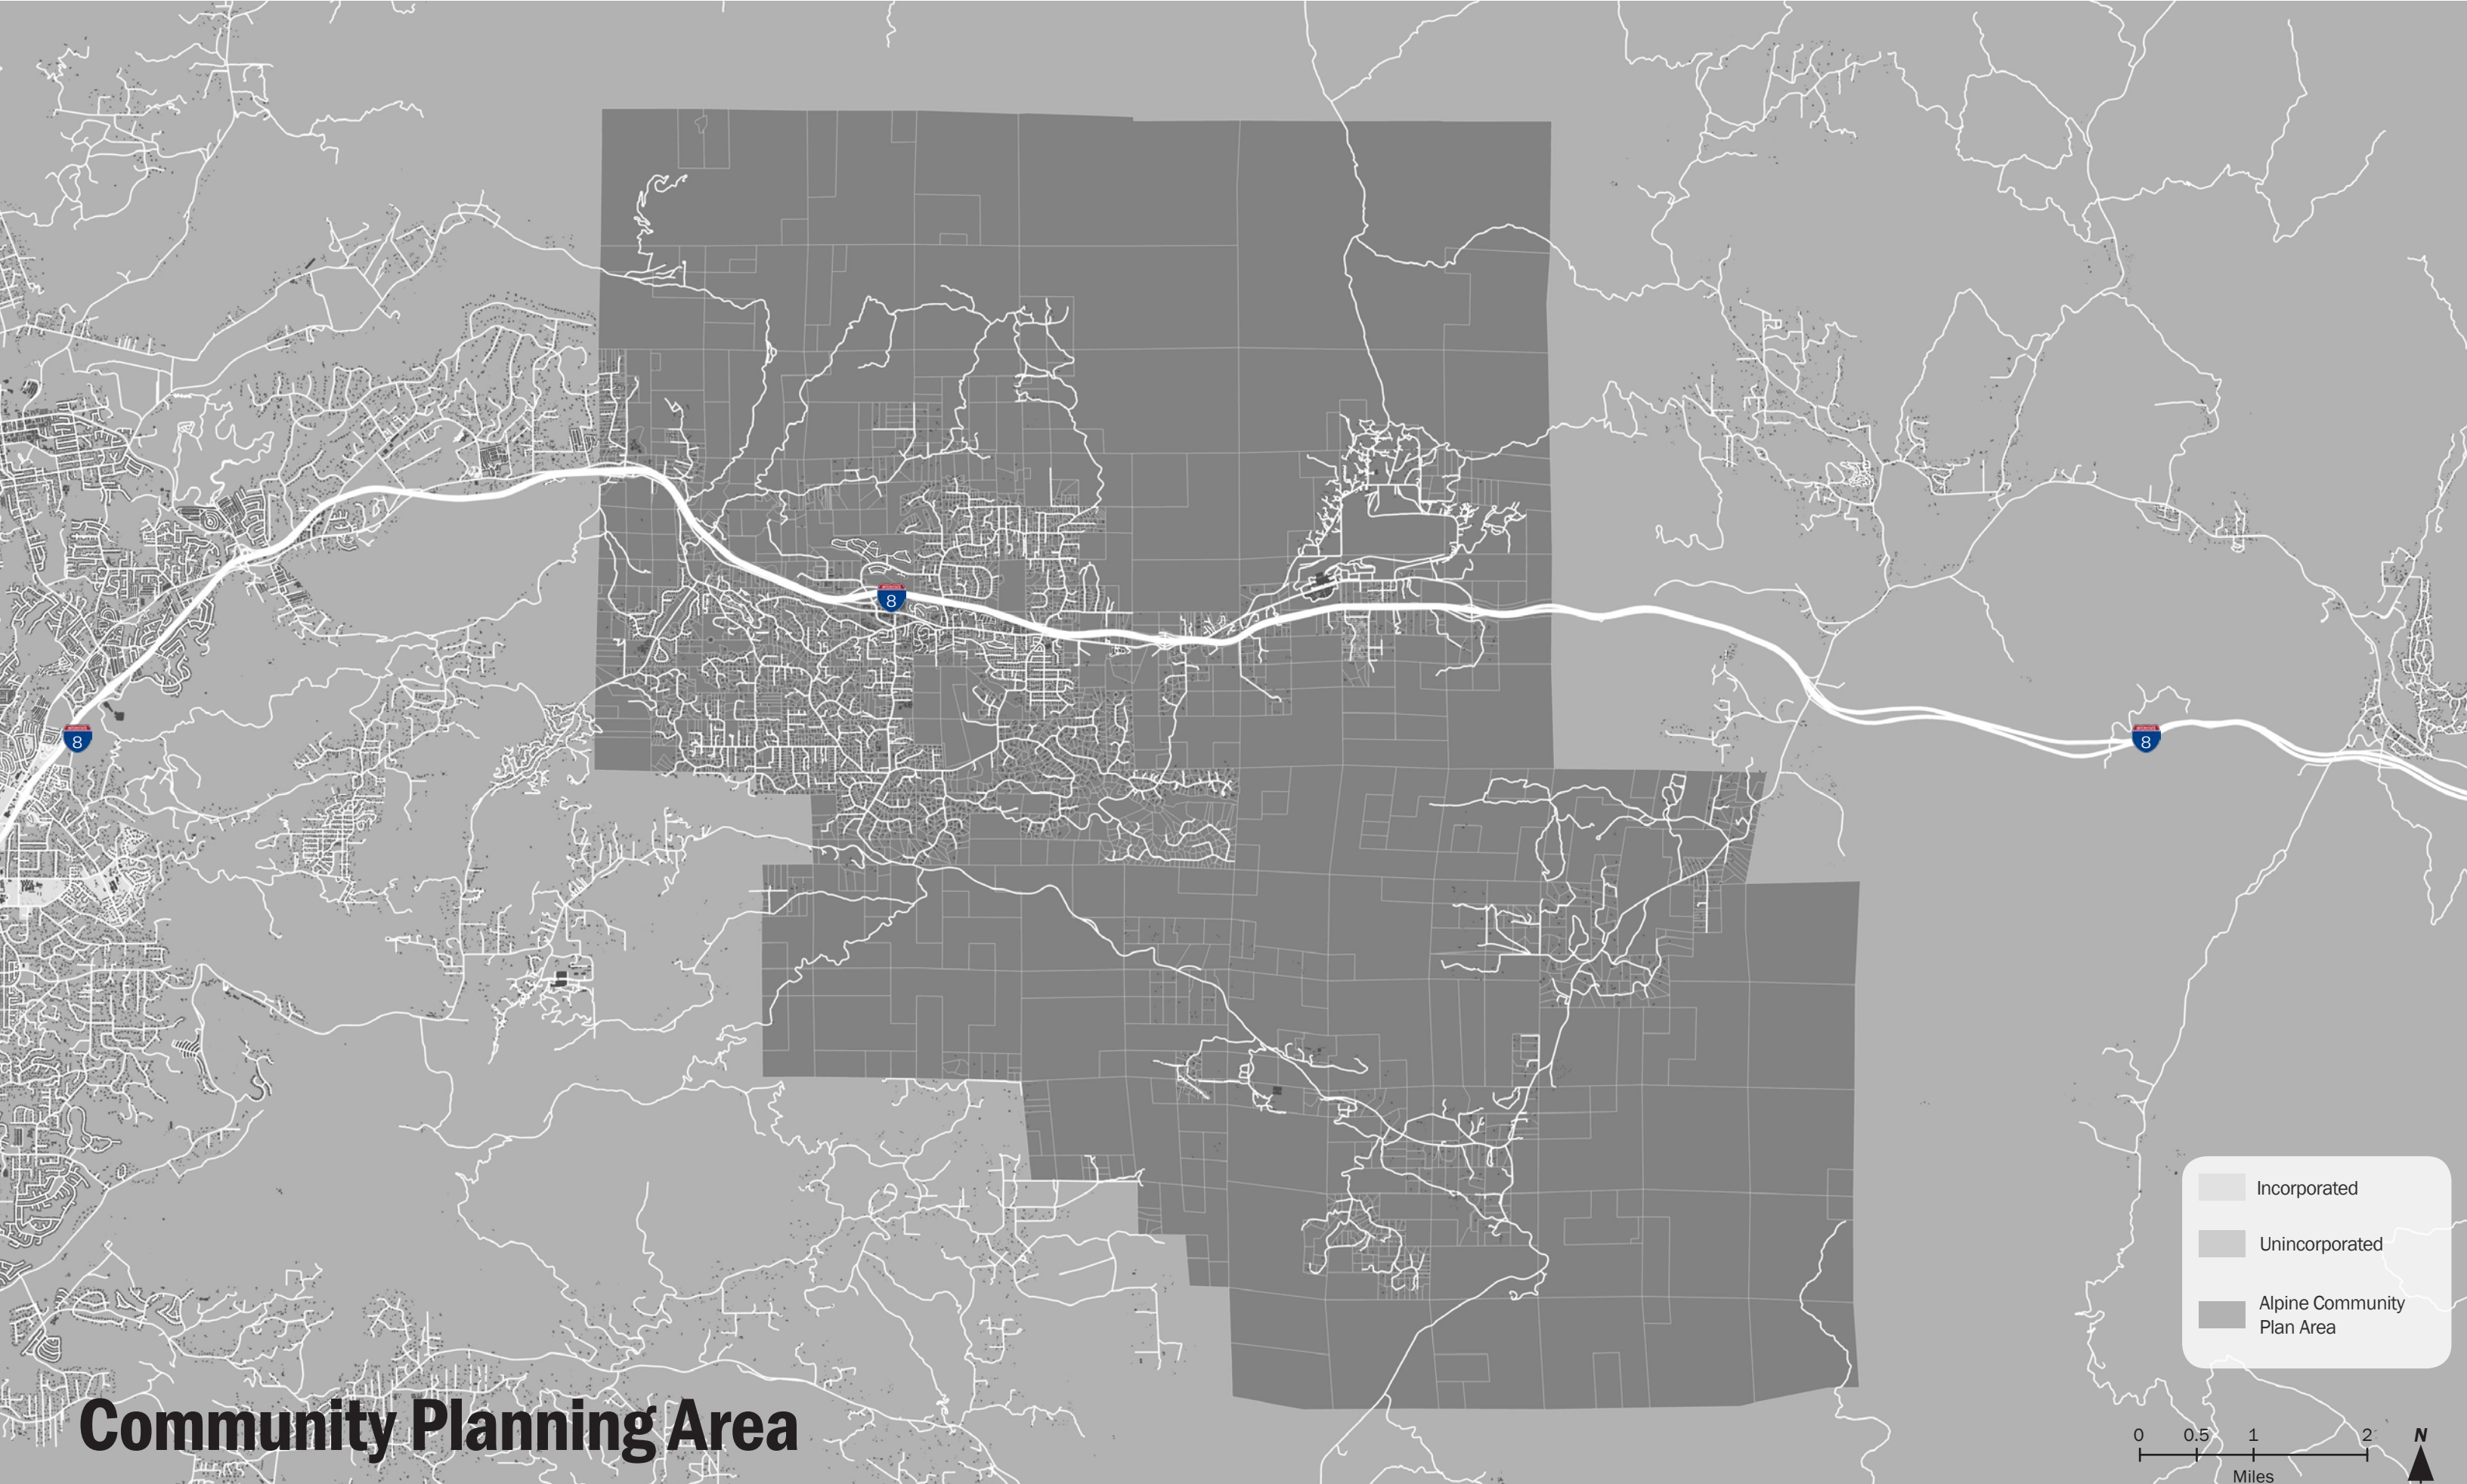 8
8
8
Incorporated
Unincorporated
Alpine Community
Plan Area
Community Planning Area
0 0.5 1 2
Miles
N